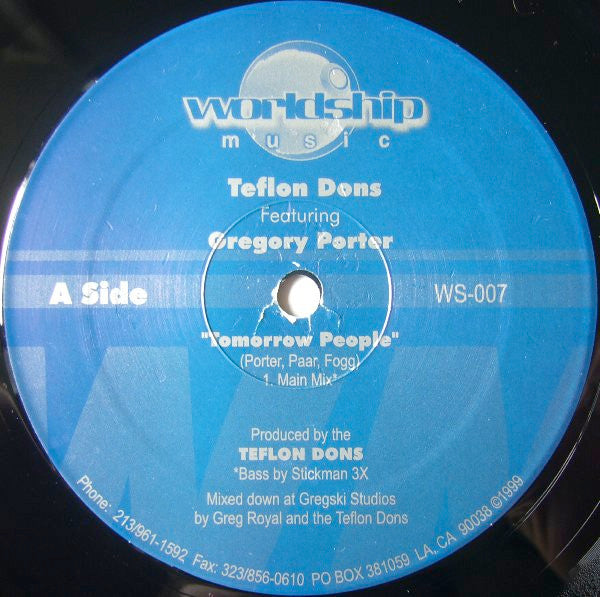 worldship
music
Teflon Dons
Featuring
Gregory Porter
A Side
WS-007
"Tomorrow People"
(Porter, Paar, Fogg)
1. Main Mix*
Produced by the
TEFLON DONS
*Bass by Stickman 3X
Mixed down at Gregski Studios
by Greg Royal and the Teflon Dons
Phone: 213/961-1592 Fax: 323/856-0610 PO BOX 381059 LA, CA 90038 ©1999